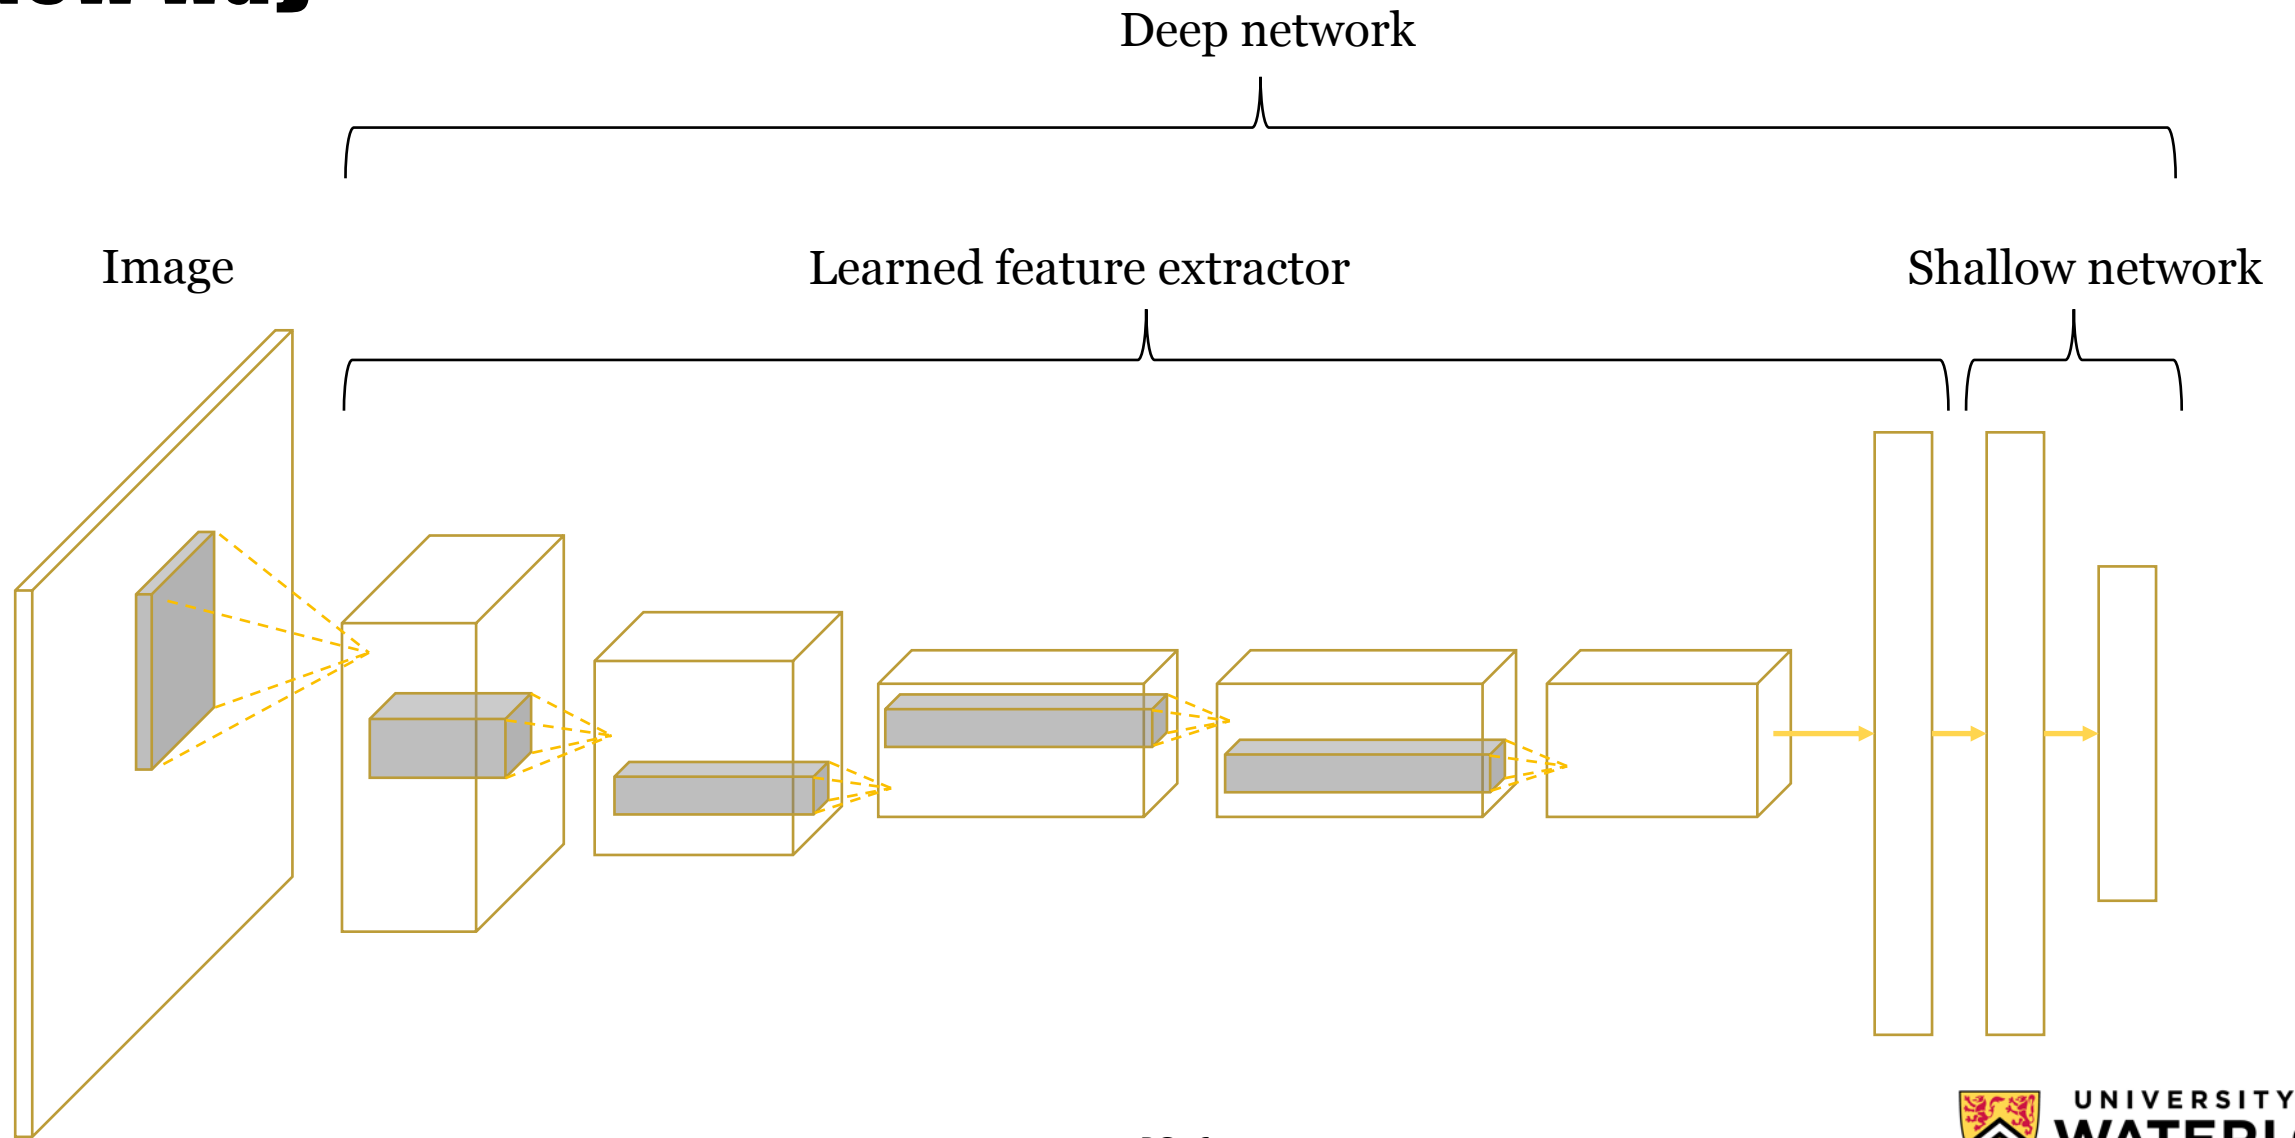 Deep network
Image
Learned feature extractor
Shallow network
UNIVERSITY